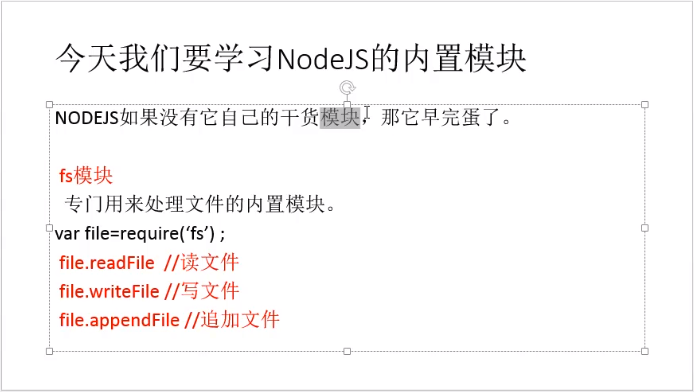 今天我们要学习NodeJS的内置模块
NODEJS如果没有它自己的干货模块，那它早完蛋了。
fs模块
专门用来处理文件的内置模块。
var file=require(‘fs’) ;
file.readFile //读文件
file.writeFile //写文件
file.appendFile //追加文件